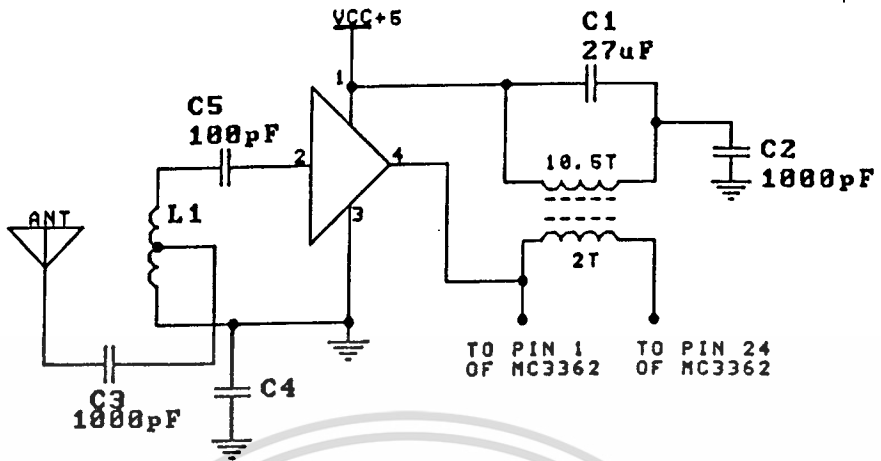 VCC+5
C1
27uF
1
C5
100pF
2
4
C2
1000pF
10.5T
L1
ANT
3
2T
TO PIN 1
OF MC3362
TO PIN 24
OF MC3362
C3
1000pF
C4